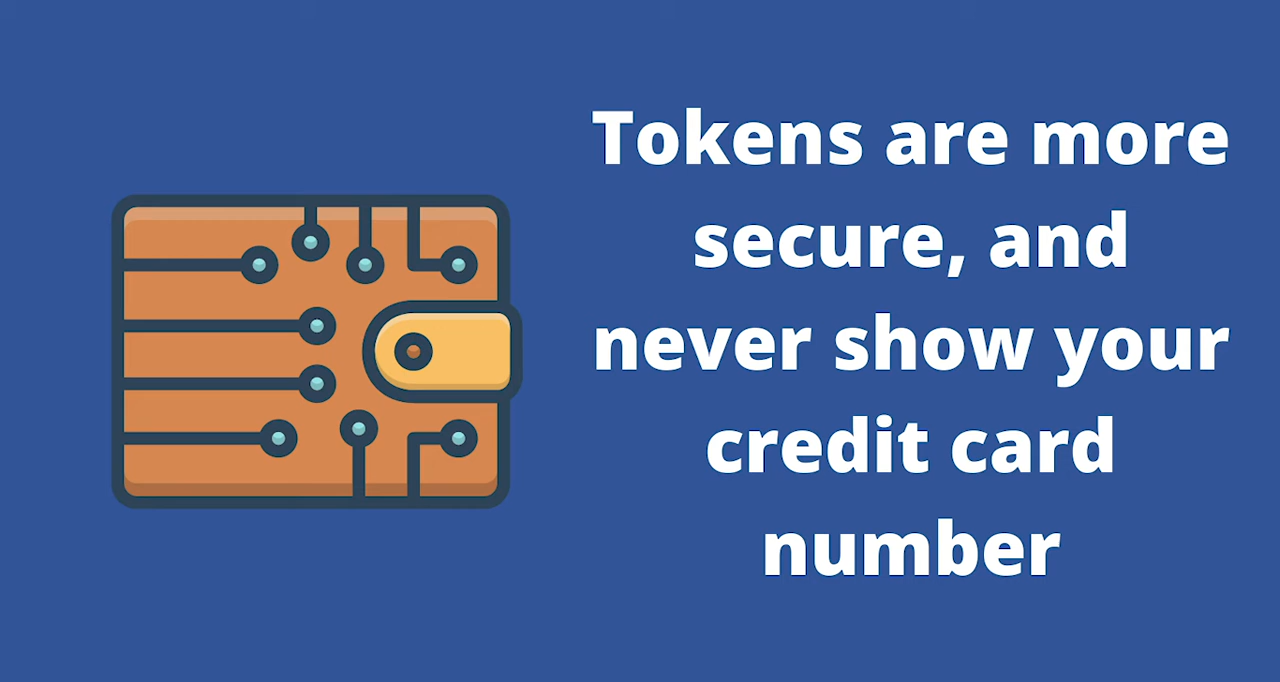 Tokens are more
secure, and
never show your
credit card
number